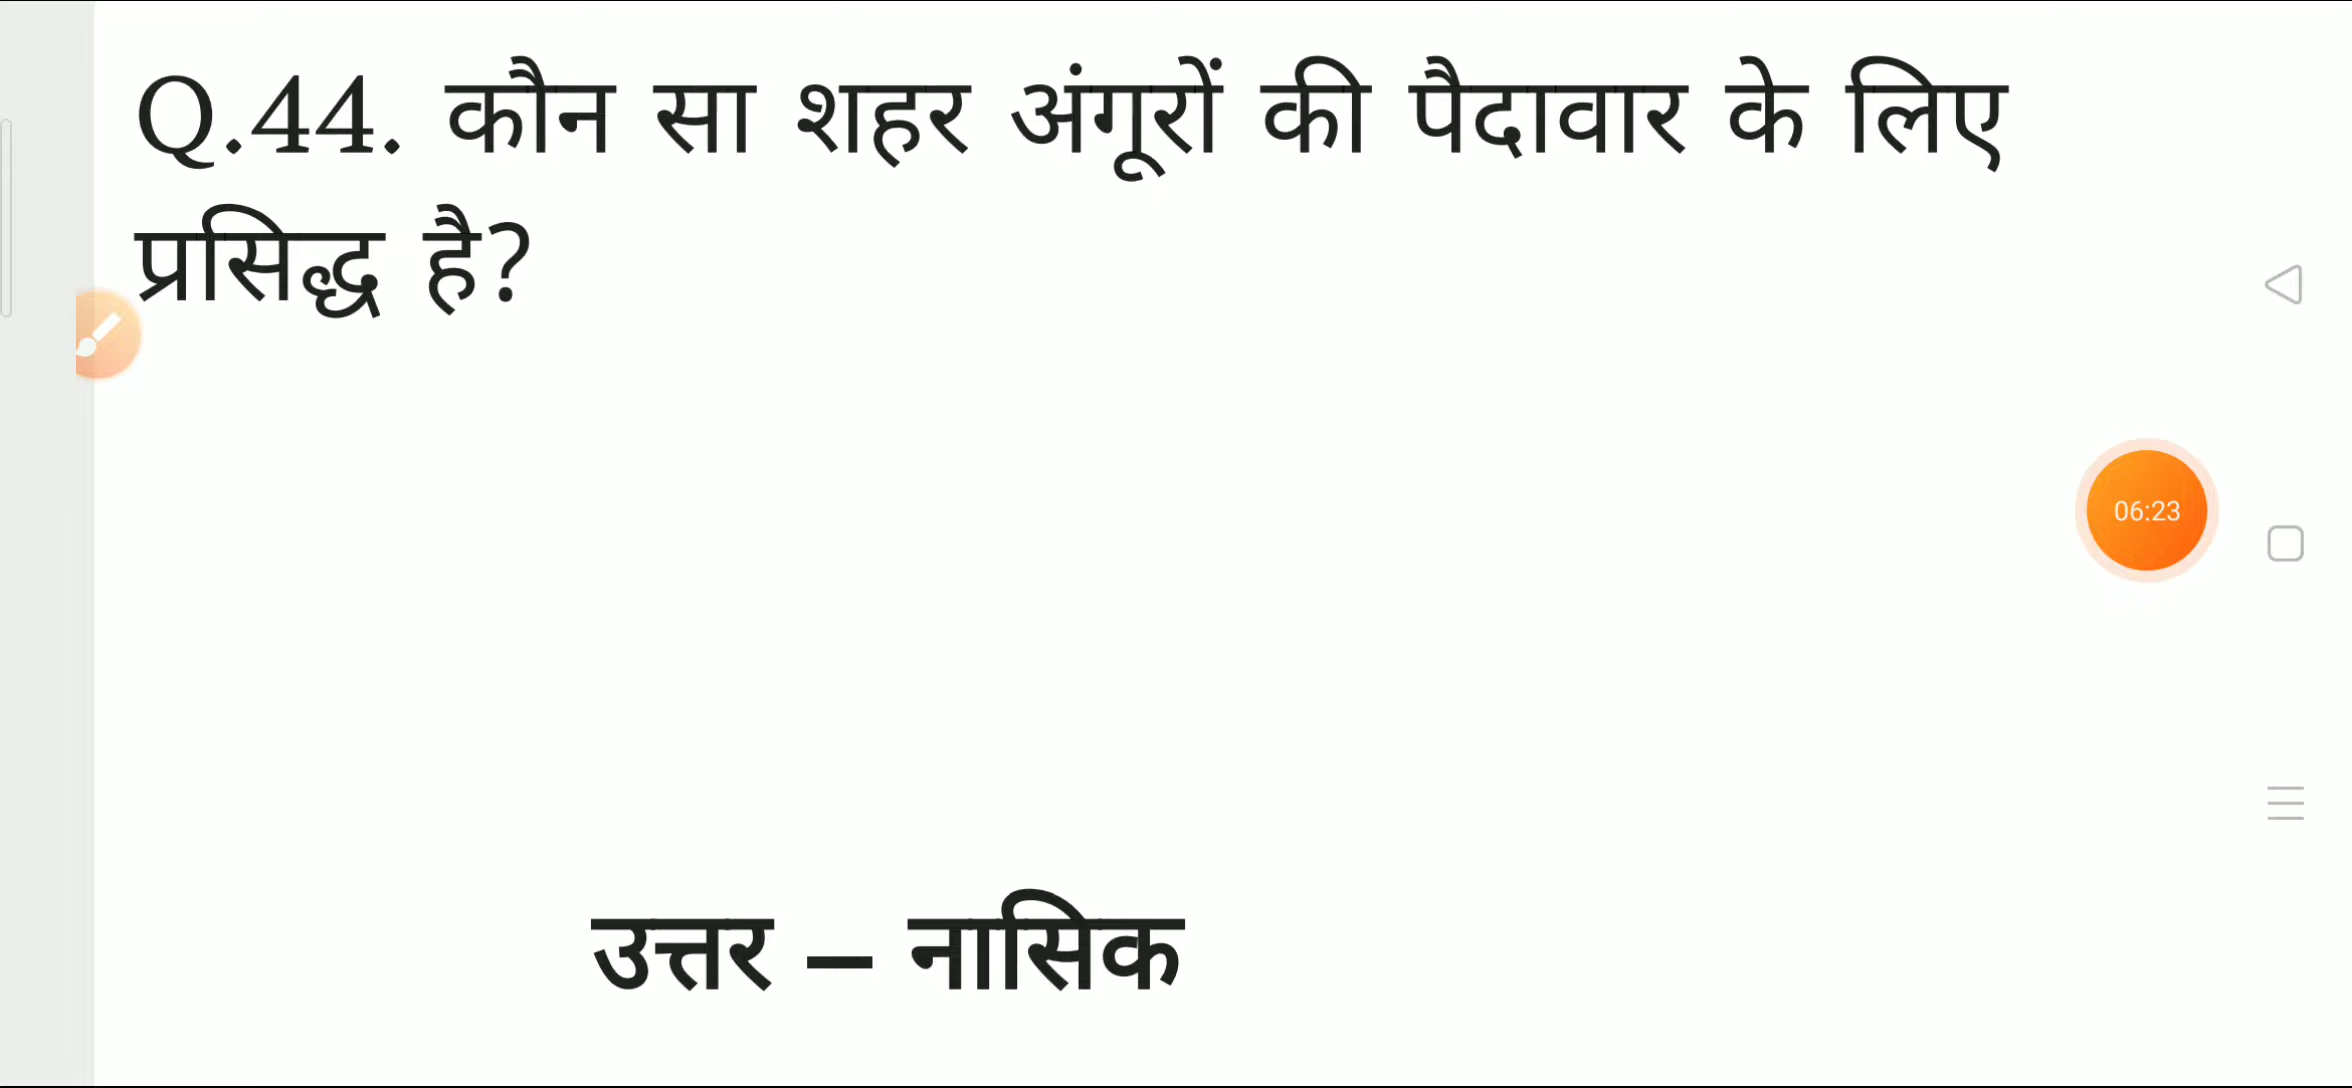 Q.44. कौन सा शहर अंगूरों की पैदावार के लिए
प्रसिद्ध है?
06:23
उत्तर – नासिक